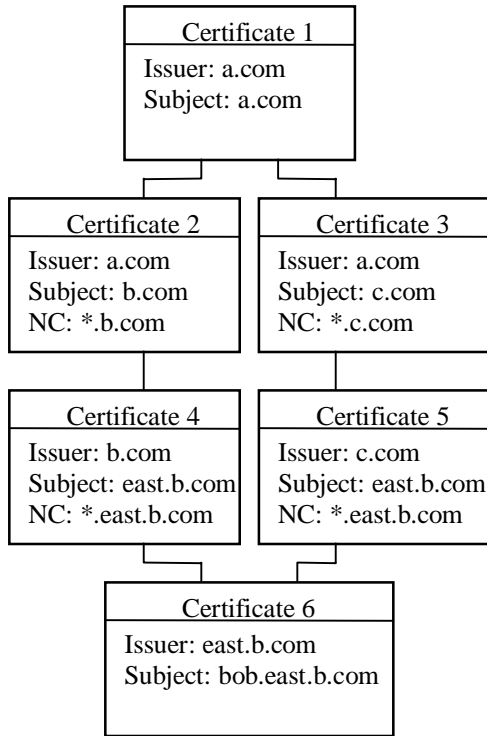 Certificate 1
Issuer: a.com
Subject: a.com
Certificate 2
Issuer: a.com
Subject: b.com
NC: *.b.com
Certificate 3
Issuer: a.com
Subject: c.com
NC: *.c.com
Certificate 4
Issuer: b.com
Subject: east.b.com
NC: *.east.b.com
Certificate 5
Issuer: c.com
Subject: east.b.com
NC: *.east.b.com
Certificate 6
Issuer: east.b.com
Subject: bob.east.b.com